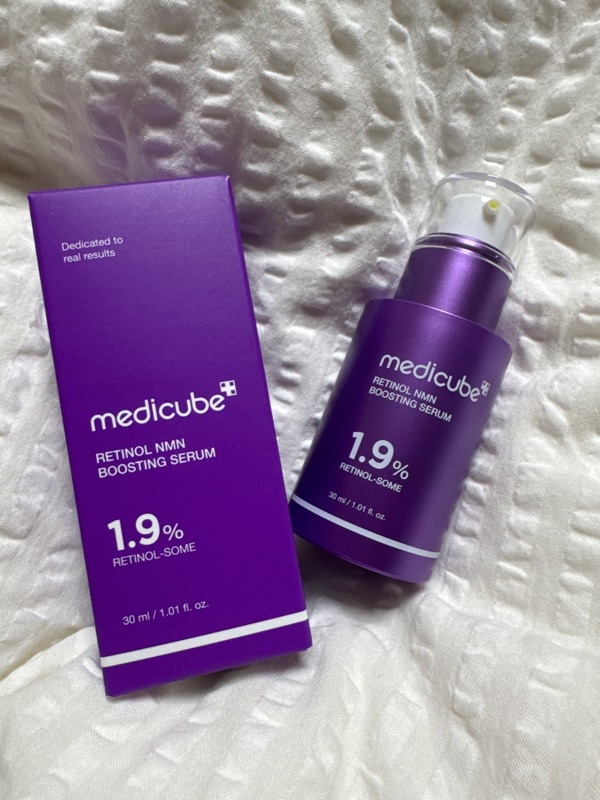 Dedicated to
real results
medicube
RETINOL NMN
BOOSTING SERUM
1.9%
RETINOL-SOME
30 ml / 1.01 fl. oz.
medicube
RETINOL NMN
BOOSTING SERUM
1.9%
RETINOL-SOME
30 ml / 1.01 fl. oz.